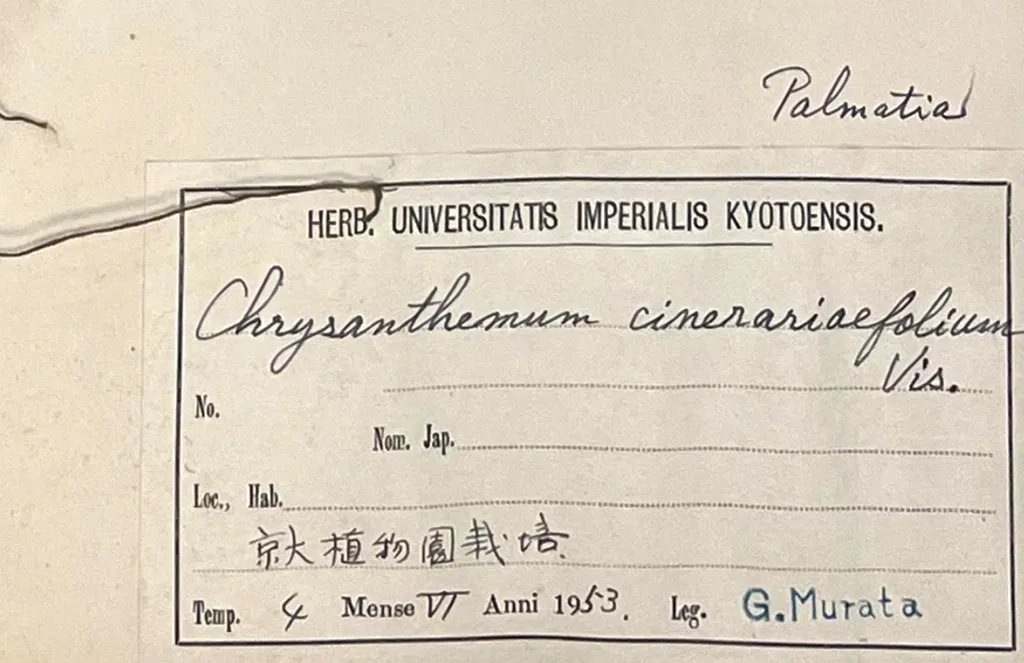 Palmatia
HERB. UNIVERSITATIS IMPERIALIS KYOTOENSIS.
Chrysanthemum cinerariaefolium
Vis.
No.
Nom. Jap.
Loc., Hab.
京大植物園栽培.
Temp. 4 Mense VI Anni 1953. Leg. G. Murata